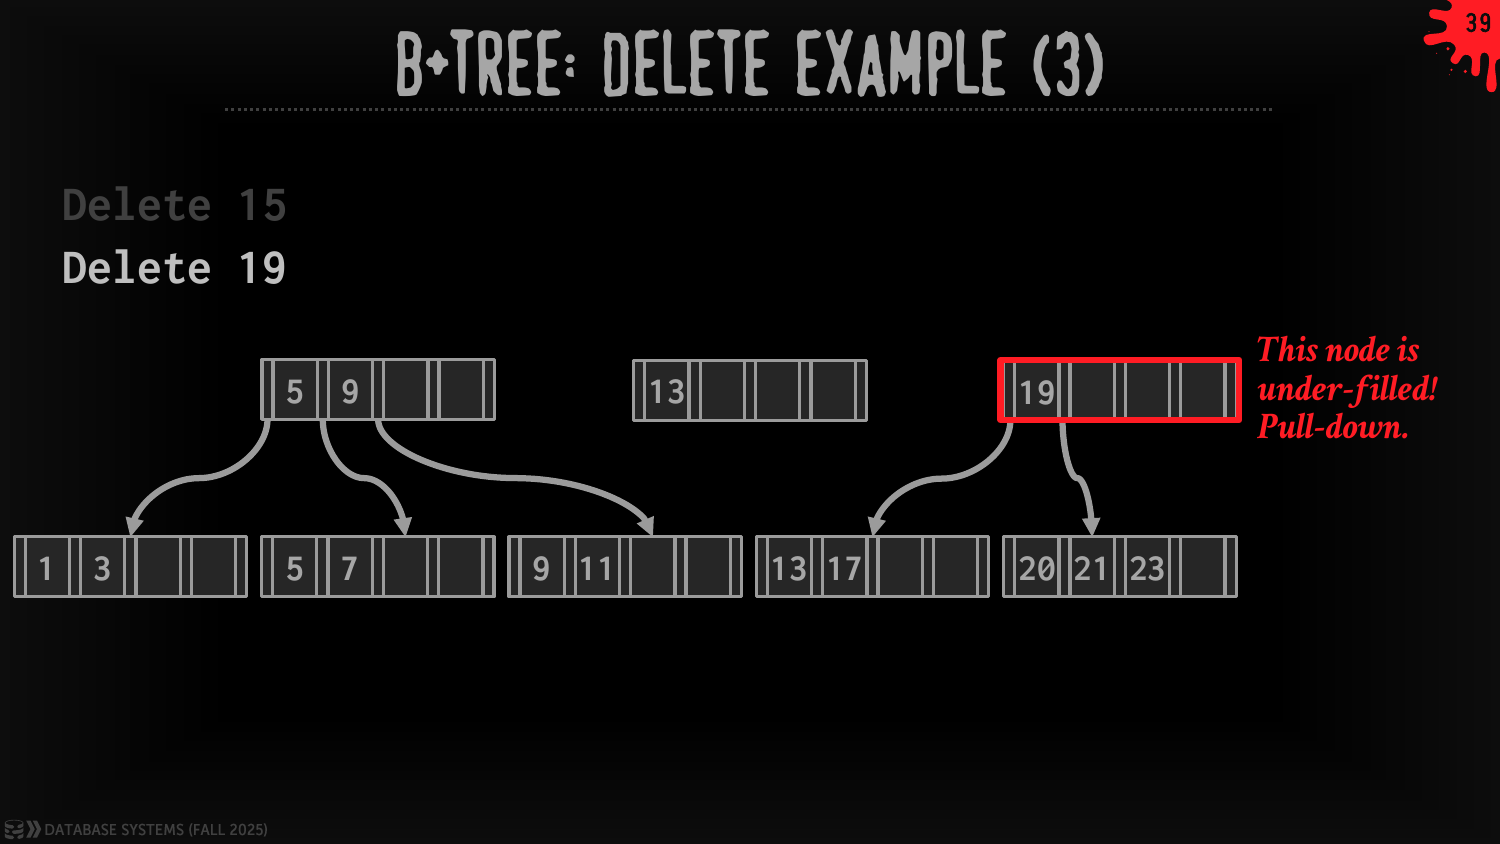 39
B+TREE: DELETE EXAMPLE (3)
Delete 15
Delete 19
5 9
13
19
This node is
under-filled!
Pull-down.
1 3
5 7
9 11
13 17
20 21 23
DATABASE SYSTEMS (FALL 2025)